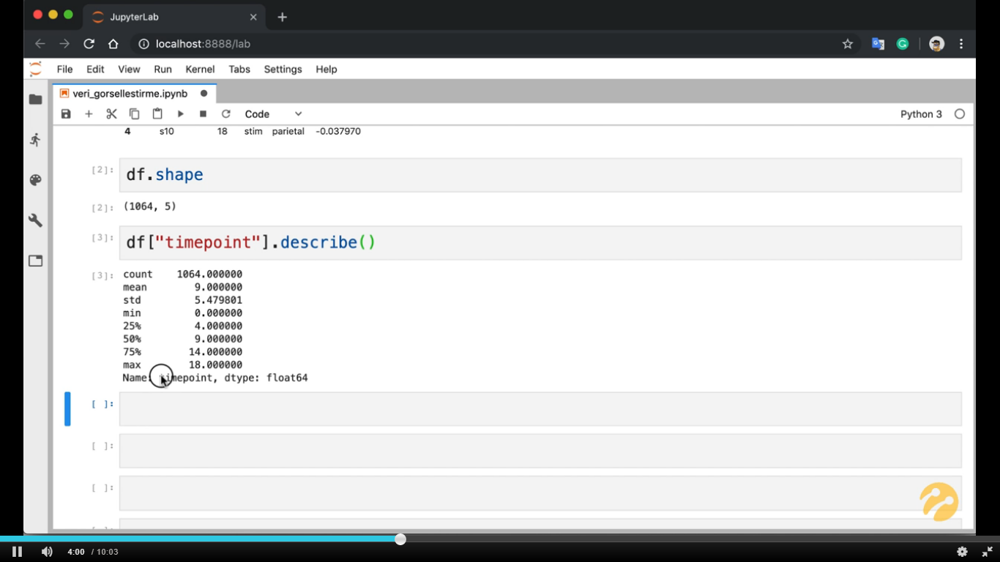 JupyterLab
localhost:8888/lab
File Edit View Run Kernel Tabs Settings Help
veri_gorsellestirme.ipynb
Code
Python 3
4 s10 18 stim parietal -0.037970
[2]: df.shape
[2]: (1064, 5)
[3]: df["timepoint"].describe()
[3]: count 1064.000000
mean 9.000000
std 5.479801
min 0.000000
25% 4.000000
50% 9.000000
75% 14.000000
max 18.000000
Name: timepoint, dtype: float64
[ ]:
[ ]:
[ ]:
4:00 / 10:03